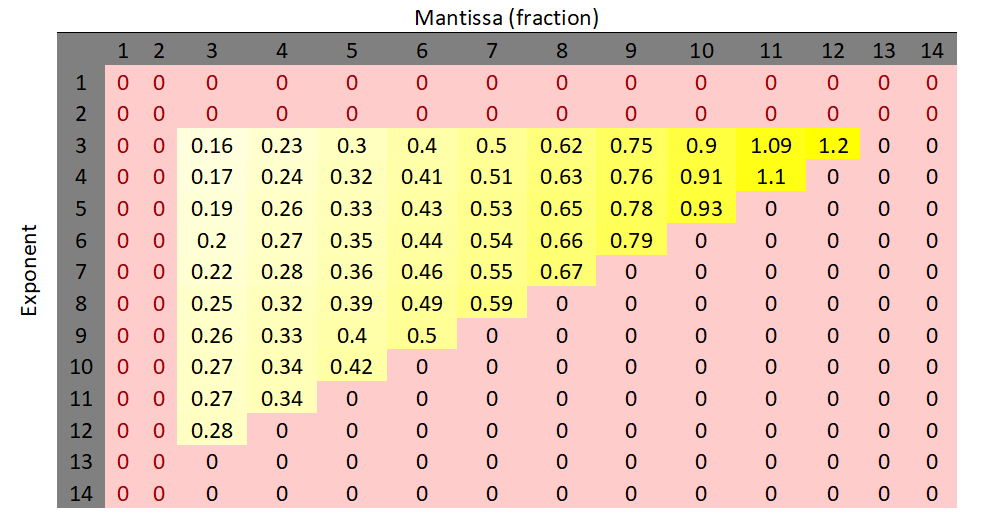 Mantissa (fraction)
1 2 3 4 5 6 7 8 9 10 11 12 13 14
1 0 0 0 0 0 0 0 0 0 0 0 0 0 0
2 0 0 0 0 0 0 0 0 0 0 0 0 0 0
3 0 0 0.16 0.23 0.3 0.4 0.5 0.62 0.75 0.9 1.09 1.2 0 0
4 0 0 0.17 0.24 0.32 0.41 0.51 0.63 0.76 0.91 1.1 0 0 0
5 0 0 0.19 0.26 0.33 0.43 0.53 0.65 0.78 0.93 0 0 0 0
6 0 0 0.2 0.27 0.35 0.44 0.54 0.66 0.79 0 0 0 0 0
7 0 0 0.22 0.28 0.36 0.46 0.55 0.67 0 0 0 0 0 0
8 0 0 0.25 0.32 0.39 0.49 0.59 0 0 0 0 0 0 0
9 0 0 0.26 0.33 0.4 0.5 0 0 0 0 0 0 0 0
10 0 0 0.27 0.34 0.42 0 0 0 0 0 0 0 0 0
11 0 0 0.27 0.34 0 0 0 0 0 0 0 0 0 0
12 0 0 0.28 0 0 0 0 0 0 0 0 0 0 0
13 0 0 0 0 0 0 0 0 0 0 0 0 0 0
14 0 0 0 0 0 0 0 0 0 0 0 0 0 0
Exponent